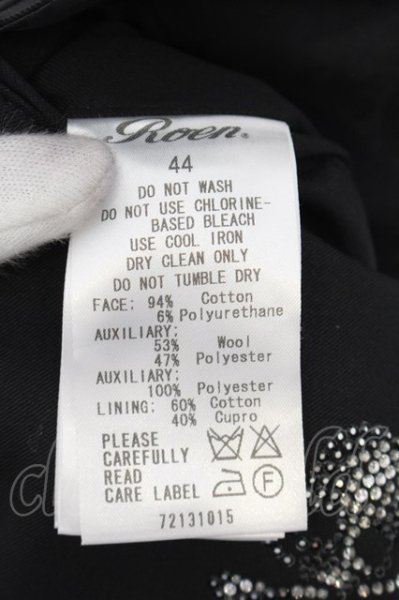 Roen.
44
DO NOT WASH
DO NOT USE CHLORINE-
BASED BLEACH
USE COOL IRON
DRY CLEAN ONLY
DO NOT TUMBLE DRY
FACE: 94% Cotton
6% Polyurethane
AUXILIARY:
53% Wool
47% Polyester
AUXILIARY:
100% Polyester
LINING: 60% Cotton
40% Cupro
PLEASE
CAREFULLY
READ
CARE LABEL
F
72131015